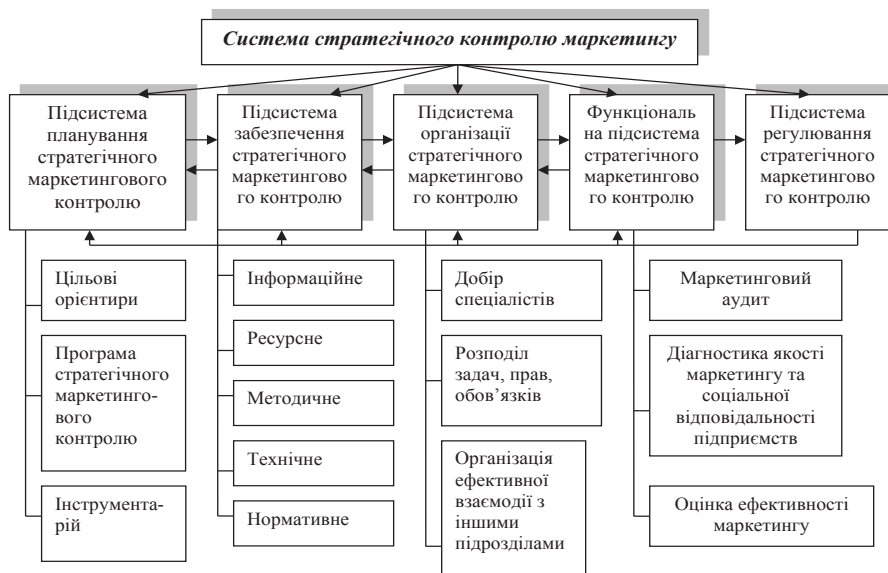 Система стратегічного контролю маркетингу
Підсистема
планування
стратегічного
маркетингового
контролю
Підсистема
забезпечення
стратегічного
маркетингово
го контролю
Підсистема
організації
стратегічного
маркетингово
го контролю
Функціональ
на підсистема
стратегічного
маркетингово
го контролю
Підсистема
регулювання
стратегічного
маркетингово
го контролю
Цільові
орієнтири
Програма
стратегічного
маркетинго-
вого
контролю
Інструмента-
рій
Інформаційне
Ресурсне
Методичне
Технічне
Нормативне
Добір
спеціалістів
Розподіл
задач, прав,
обов’язків
Організація
ефективної
взаємодії з
іншими
підрозділами
Маркетинговий
аудит
Діагностика якості
маркетингу та
соціальної
відповідальності
підприємств
Оцінка ефективності
маркетингу